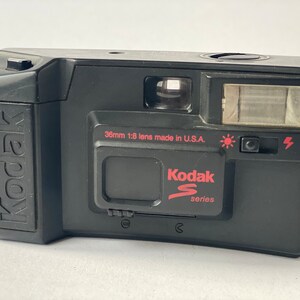 Kodak
36mm 1:8 lens made in U.S.A.
Kodak
S
series